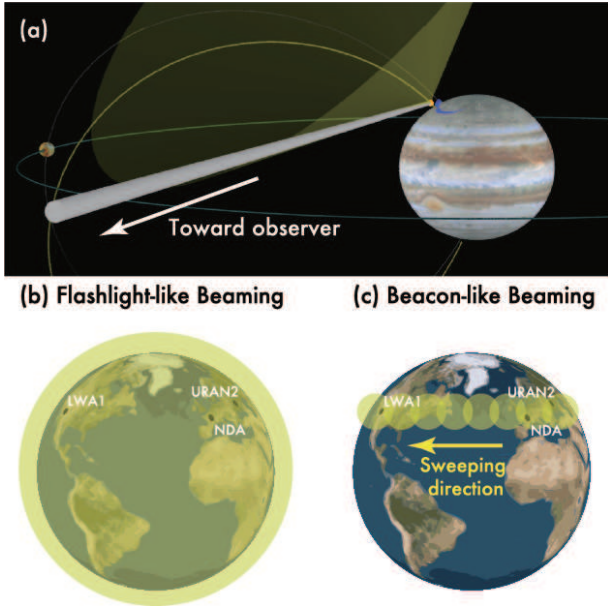 (a)
Toward observer
(b) Flashlight-like Beaming
(c) Beacon-like Beaming
LWA1
URAN2
NDA
LWA1
URAN2
NDA
Sweeping
direction